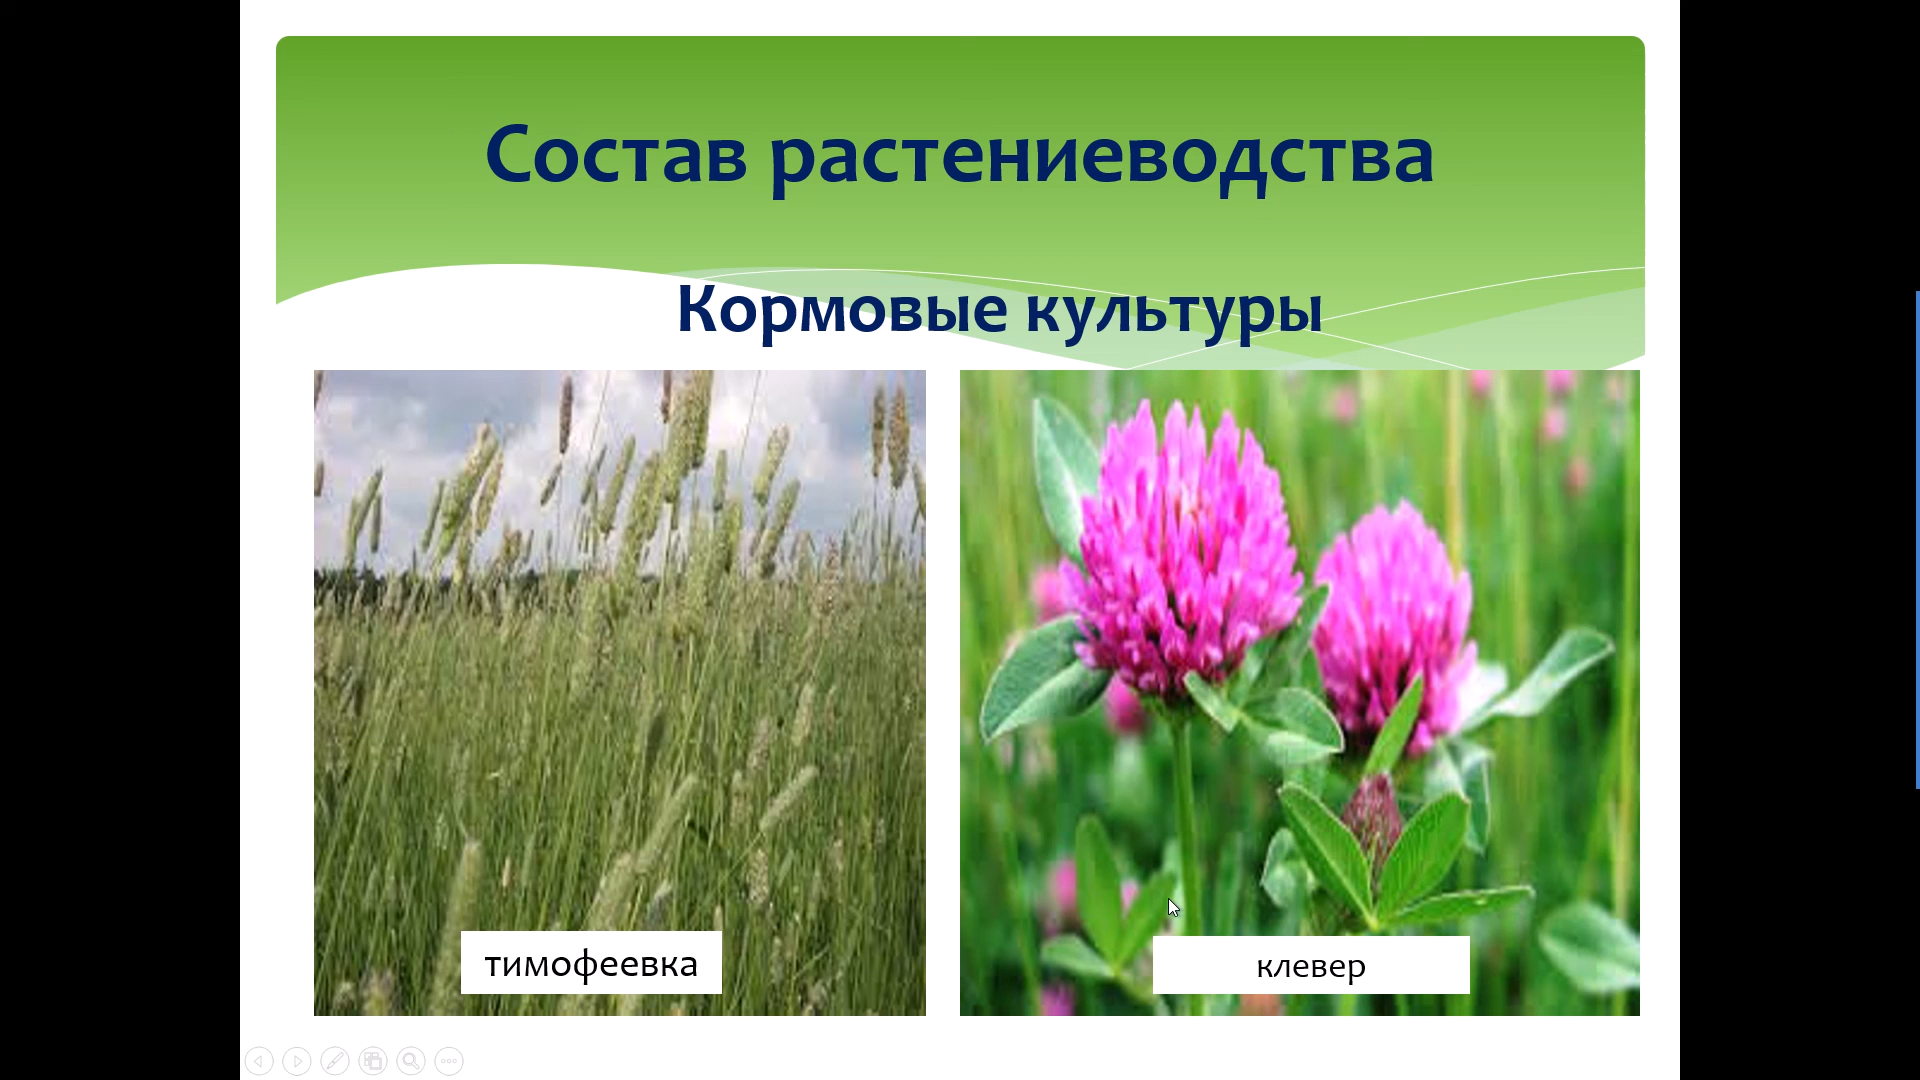 Состав растениеводства
Кормовые культуры
тимофеевка
клевер